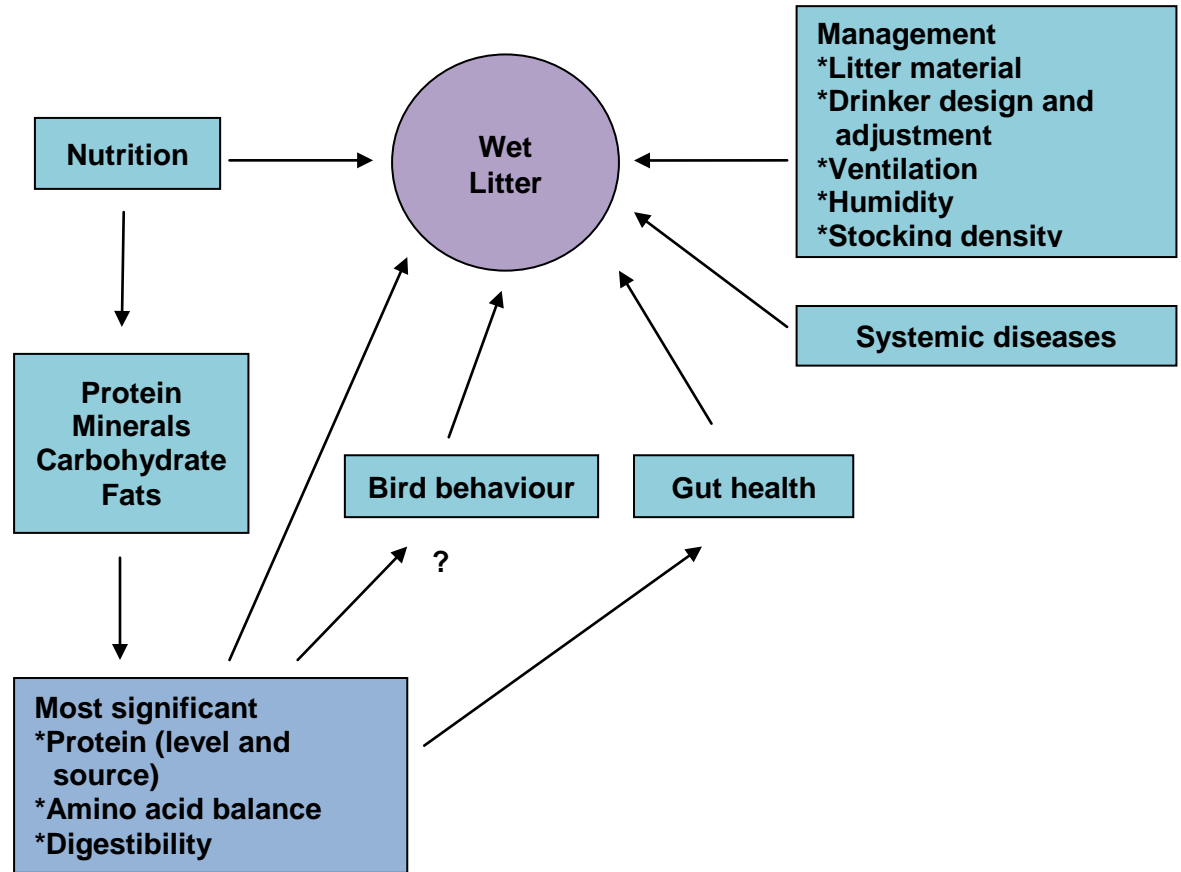 Management
*Litter material
*Drinker design and
adjustment
*Ventilation
*Humidity
*Stocking density
Nutrition
Wet
Litter
Systemic diseases
Protein
Minerals
Carbohydrate
Fats
Bird behaviour
Gut health
?
Most significant
*Protein (level and
source)
*Amino acid balance
*Digestibility